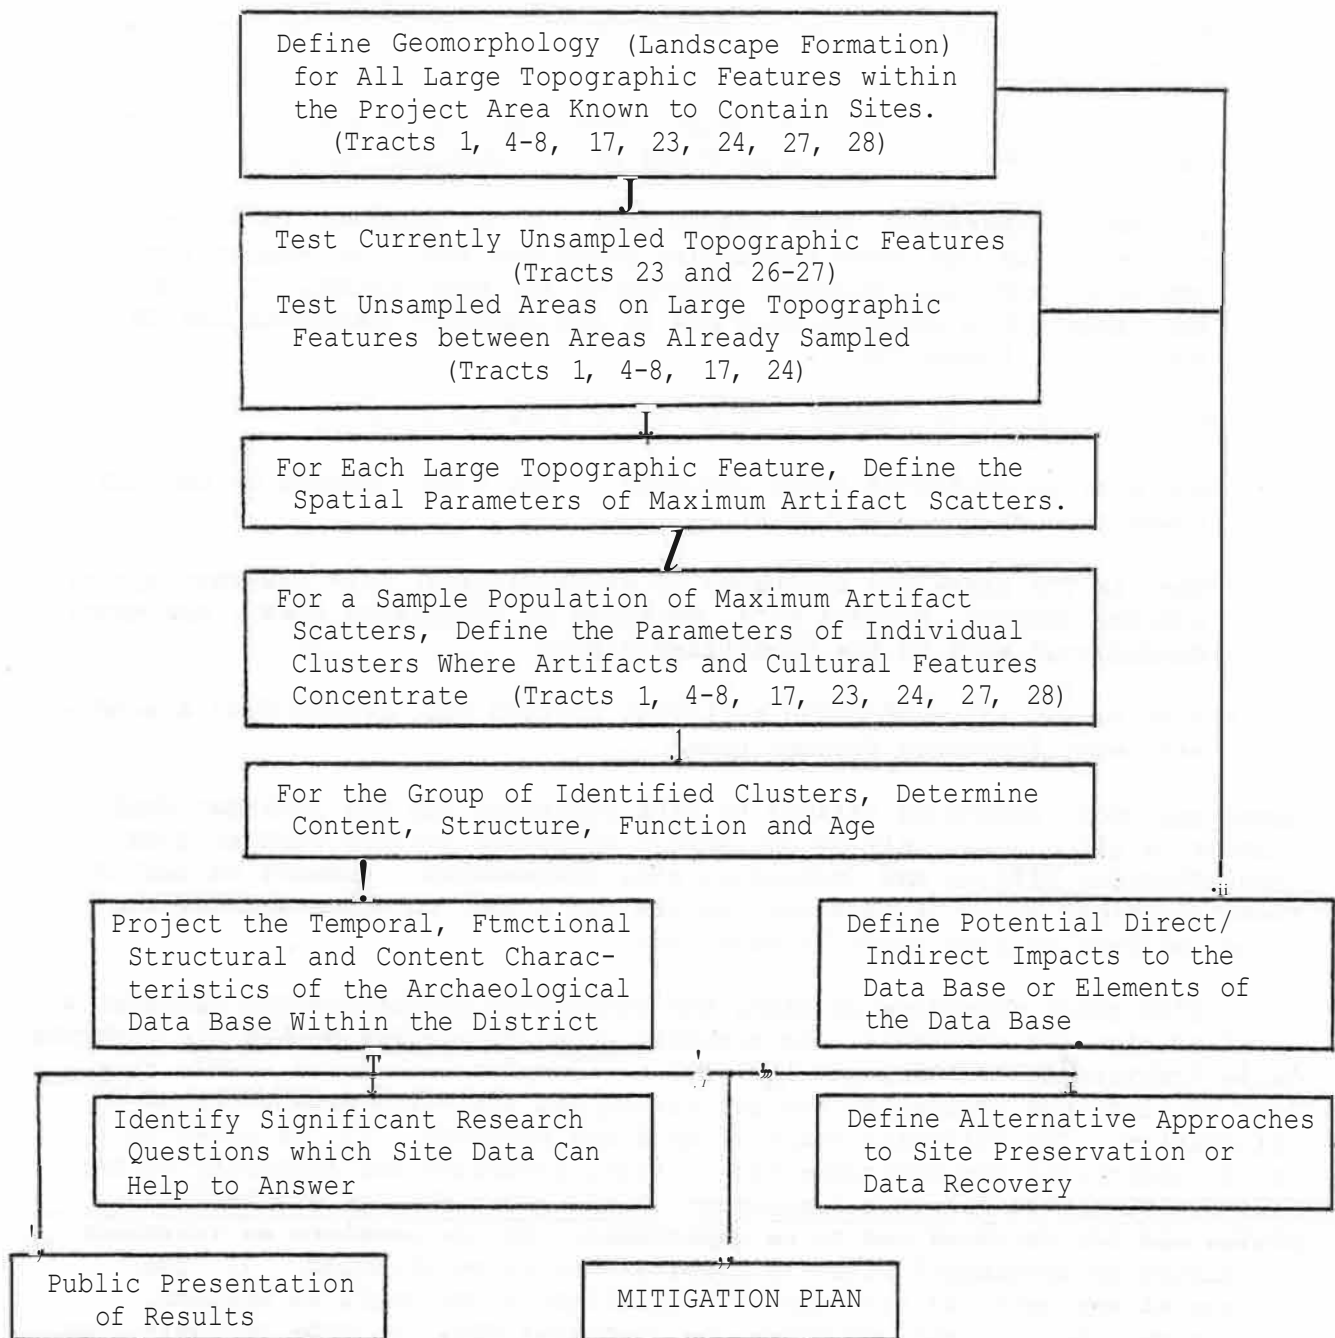 Define Geomorphology (Landscape Formation)
for All Large Topographic Features within
the Project Area Known to Contain Sites.
(Tracts 1, 4-8, 17, 23, 24, 27, 28)
Test Currently Unsampled Topographic Features
(Tracts 23 and 26-27)
Test Unsampled Areas on Large Topographic
Features between Areas Already Sampled
(Tracts 1, 4-8, 17, 24)
For Each Large Topographic Feature, Define the
Spatial Parameters of Maximum Artifact Scatters.
For a Sample Population of Maximum Artifact
Scatters, Define the Parameters of Individual
Clusters Where Artifacts and Cultural Features
Concentrate (Tracts 1, 4-8, 17, 23, 24, 27, 28)
For the Group of Identified Clusters, Determine
Content, Structure, Function and Age
Project the Temporal, Ftmctional
Structural and Content Charac-
teristics of the Archaeological
Data Base Within the District
Define Potential Direct/
Indirect Impacts to the
Data Base or Elements of
the Data Base
Identify Significant Research
Questions which Site Data Can
Help to Answer
Define Alternative Approaches
to Site Preservation or
Data Recovery
Public Presentation
of Results
MITIGATION PLAN